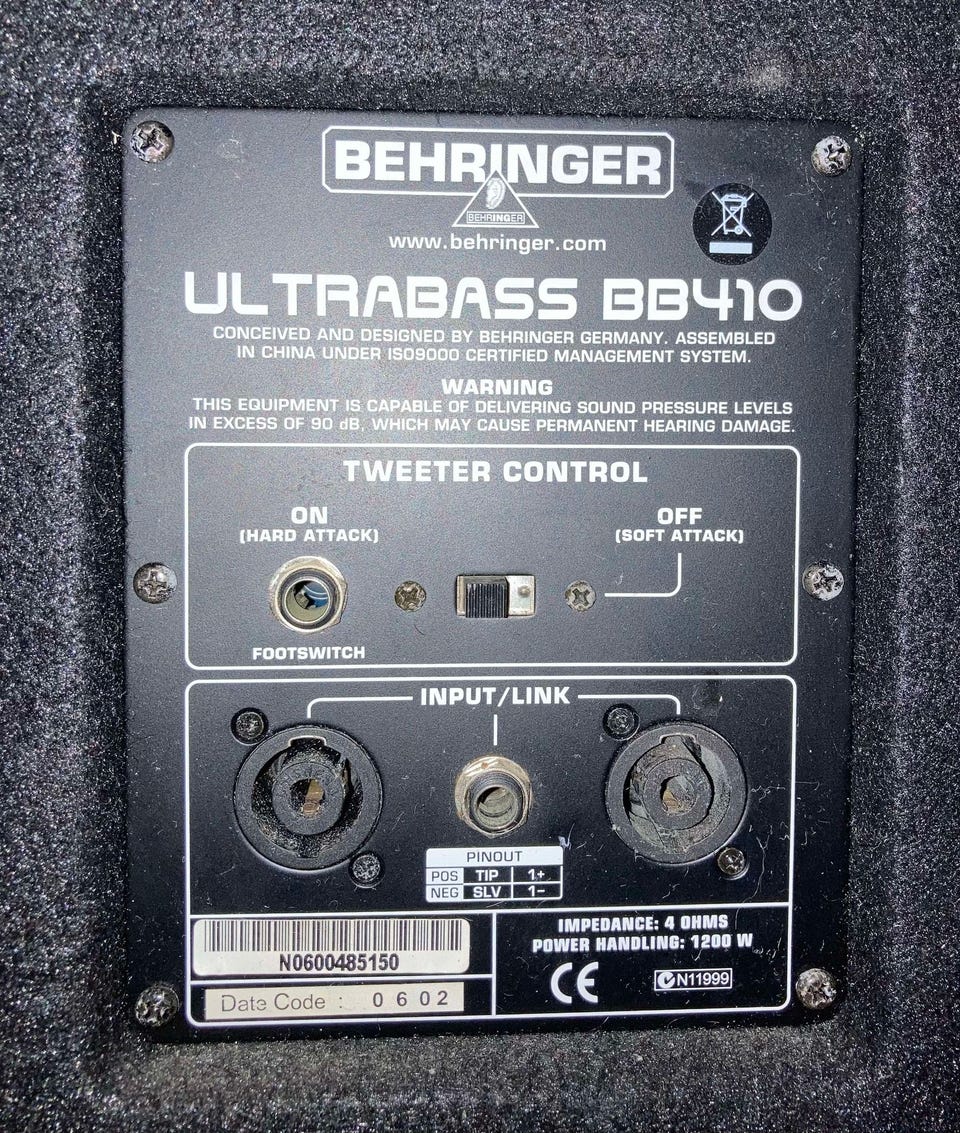 BEHRINGER
BEHRINGER
www.behringer.com
ULTRABASS BB410
CONCEIVED AND DESIGNED BY BEHRINGER GERMANY. ASSEMBLED
IN CHINA UNDER ISO9000 CERTIFIED MANAGEMENT SYSTEM.
WARNING
THIS EQUIPMENT IS CAPABLE OF DELIVERING SOUND PRESSURE LEVELS
IN EXCESS OF 90 dB, WHICH MAY CAUSE PERMANENT HEARING DAMAGE.
TWEETER CONTROL
ON
(HARD ATTACK)
OFF
(SOFT ATTACK)
FOOTSWITCH
INPUT/LINK
PINOUT
POS TIP 1+
NEG SLV 1-
N0600485150
Date Code : 0602
IMPEDANCE: 4 OHMS
POWER HANDLING: 1200 W
CE
N11999